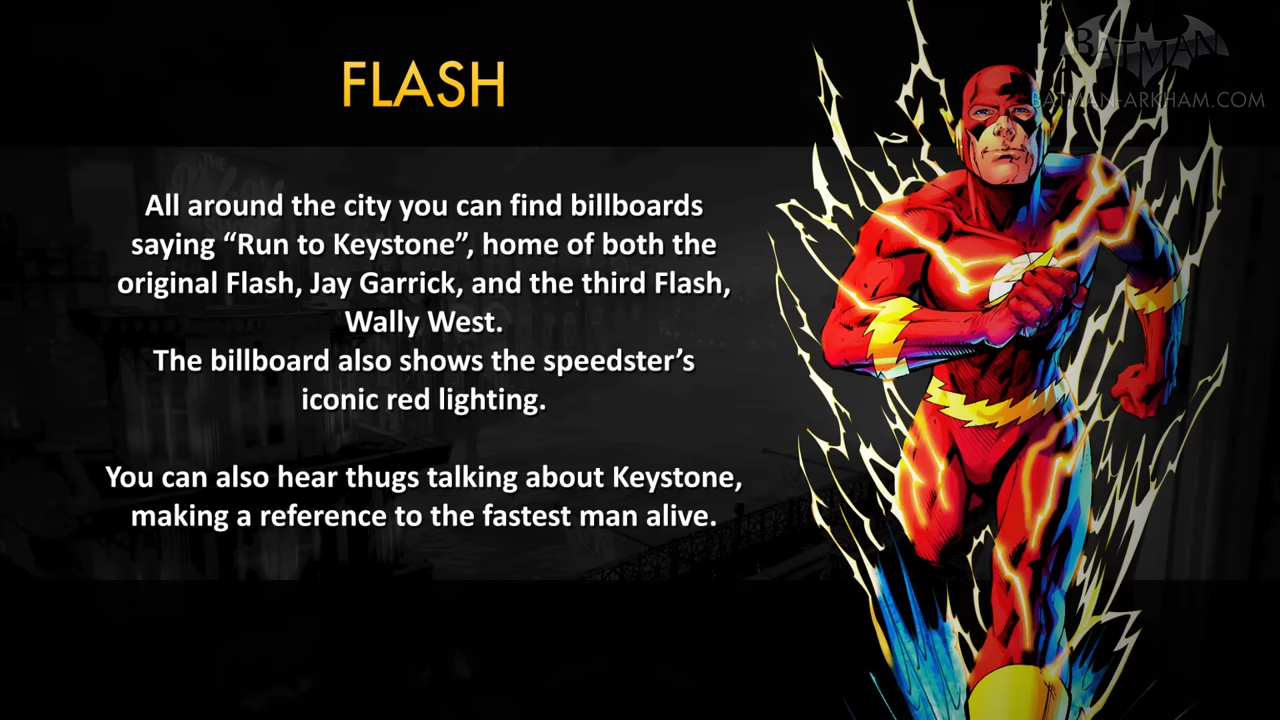 FLASH
BATMAN
BATMAN-ARKHAM.COM
All around the city you can find billboards
saying “Run to Keystone”, home of both the
original Flash, Jay Garrick, and the third Flash,
Wally West.
The billboard also shows the speedster’s
iconic red lighting.
You can also hear thugs talking about Keystone,
making a reference to the fastest man alive.